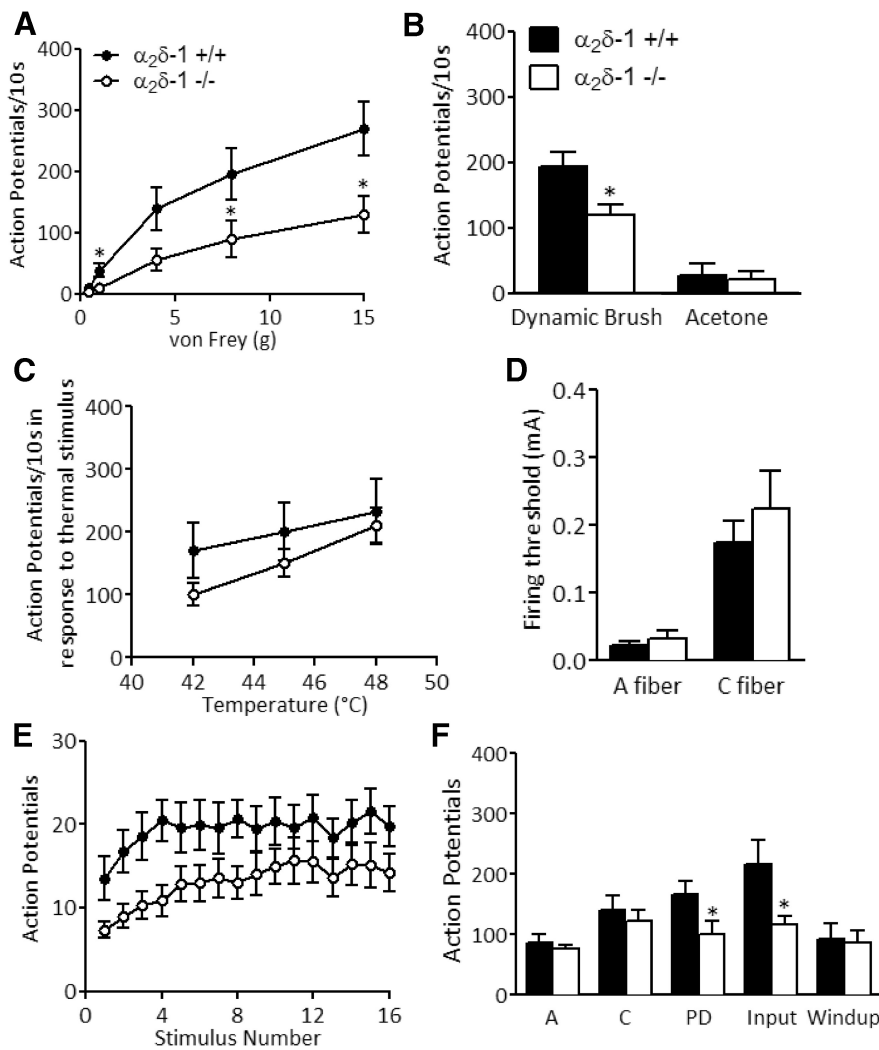 A
Action Potentials/10s
α₂δ-1 +/+
α₂δ-1 -/-
400
300
200
100
0
*
*
*
0
5
10
15
von Frey (g)
B
Action Potentials/10s
α₂δ-1 +/+
α₂δ-1 -/-
400
300
200
100
0
*
Dynamic Brush
Acetone
C
Action Potentials/10s in
response to thermal stimulus
400
300
200
100
0
40
42
44
46
48
50
Temperature (°C)
D
Firing threshold (mA)
0.4
0.3
0.2
0.1
0.0
A fiber
C fiber
E
Action Potentials
30
20
10
0
0
4
8
12
16
Stimulus Number
F
Action Potentials
400
300
200
100
0
*
*
A
C
PD
Input
Windup